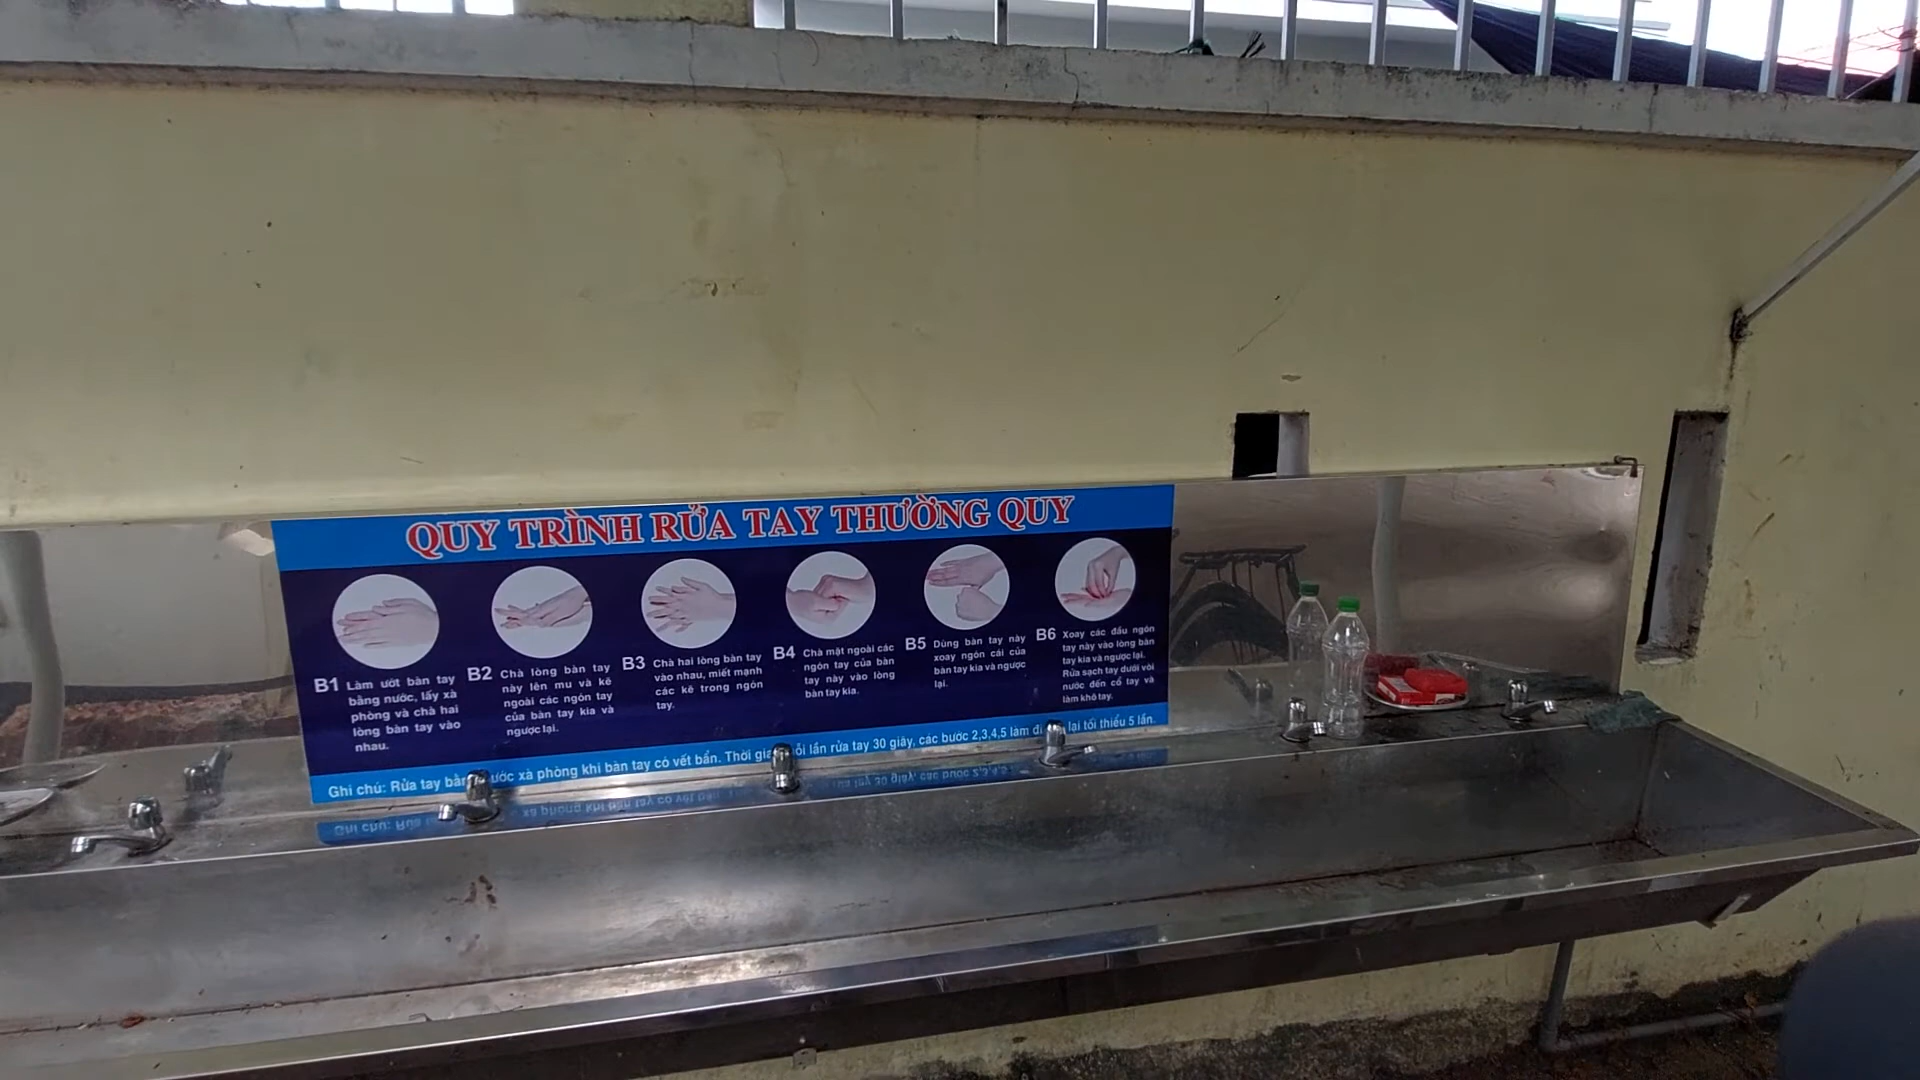 QUY TRÌNH RỬA TAY THƯỜNG QUY
B1 Làm ướt bàn tay
bằng nước, lấy xà
phòng và chà hai
lòng bàn tay vào
nhau.
B2 Chà lòng bàn tay
này lên mu và kẽ
ngoài các ngón tay
của bàn tay kia và
ngược lại.
B3 Chà hai lòng bàn tay
vào nhau, miết mạnh
các kẽ trong ngón
tay.
B4 Chà mặt ngoài các
ngón tay của bàn
tay này vào lòng
bàn tay kia.
B5 Dùng bàn tay này
xoay ngón cái của
bàn tay kia và ngược
lại.
B6 Xoay các đầu ngón
tay này vào lòng bàn
tay kia và ngược lại.
Rửa sạch tay dưới vòi
nước đến cổ tay và
làm khô tay.
Ghi chú: Rửa tay xà phòng khi bàn tay có vết bẩn. Thời lần rửa tay 30 giây, các bước 2,3,4,5 làm lại tối thiểu 5 lần.